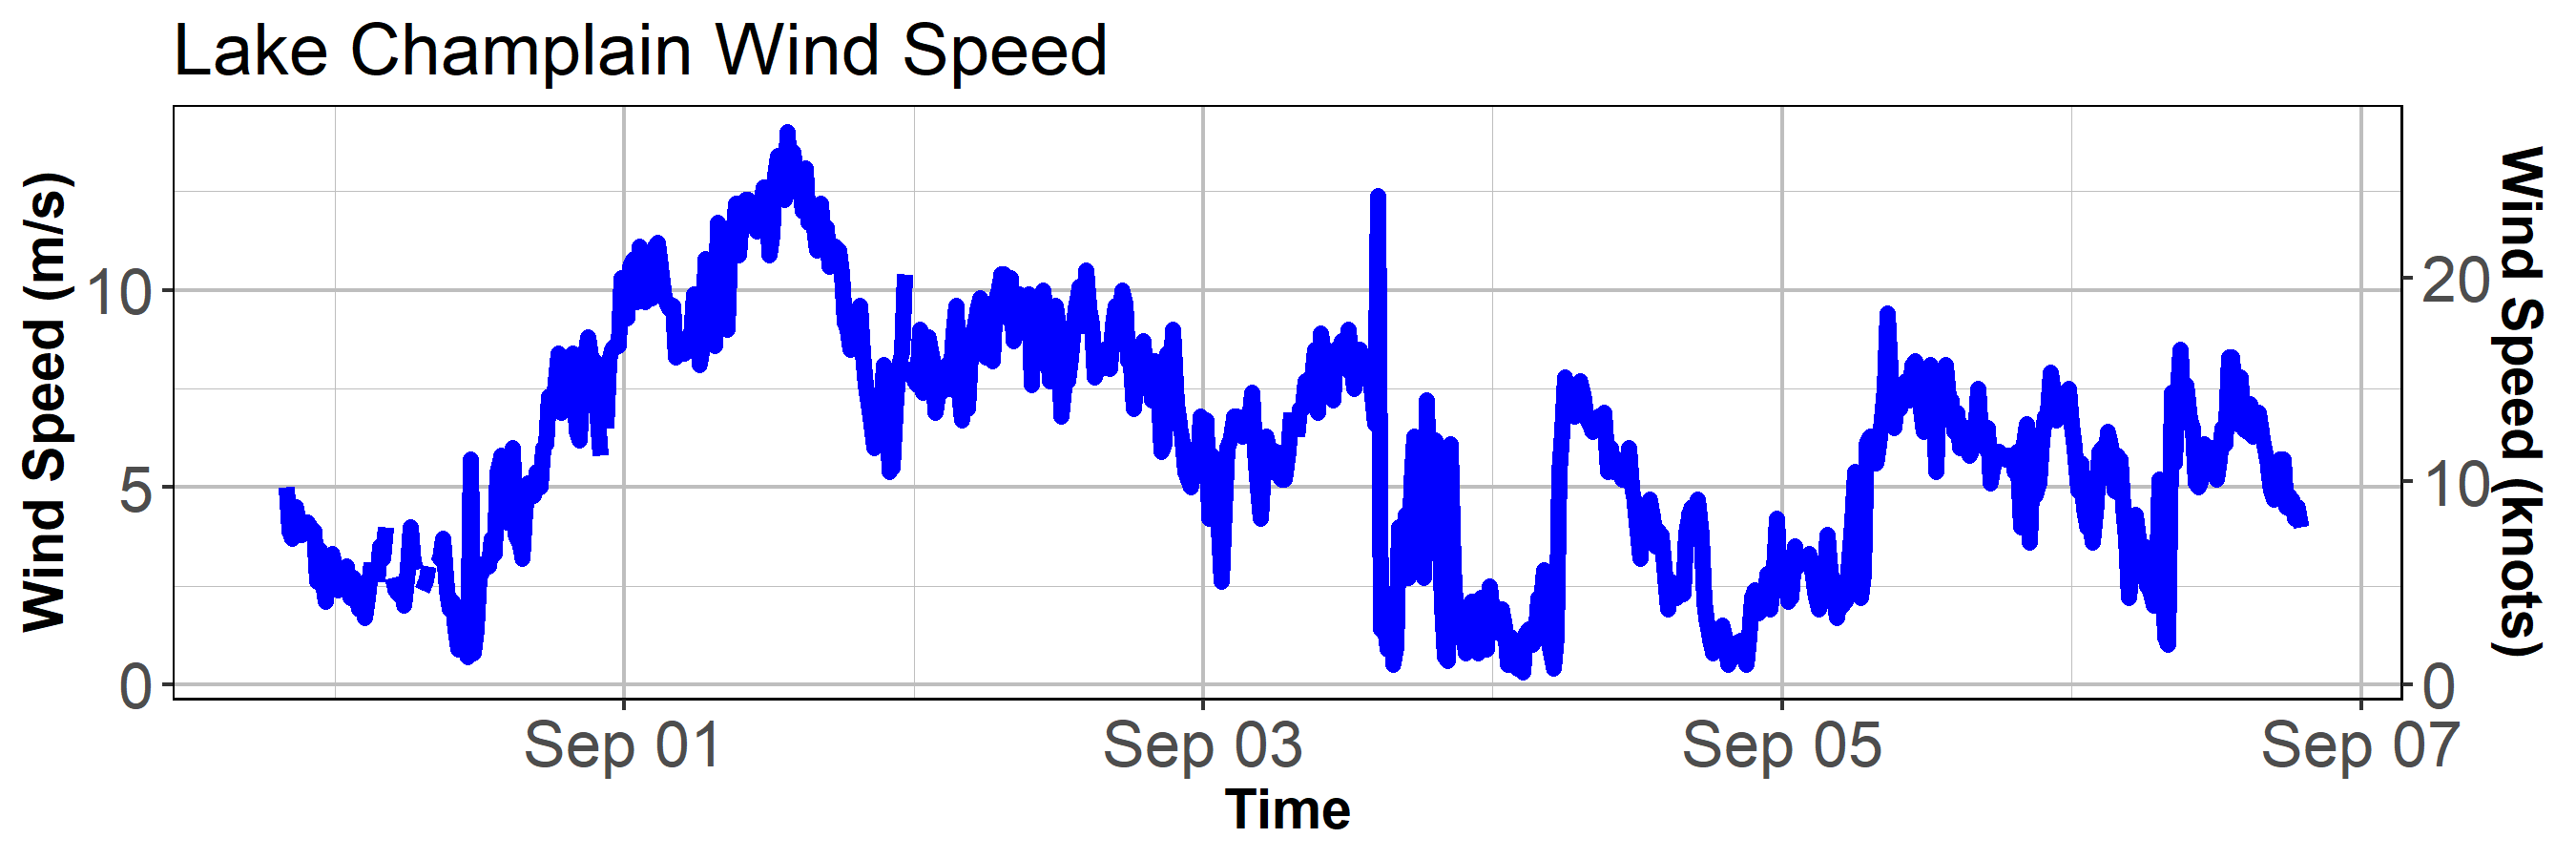 Lake Champlain Wind Speed
Wind Speed (m/s)
10
5
0
20
10
0
Wind Speed (knots)
Sep 01
Sep 03
Sep 05
Sep 07
Time